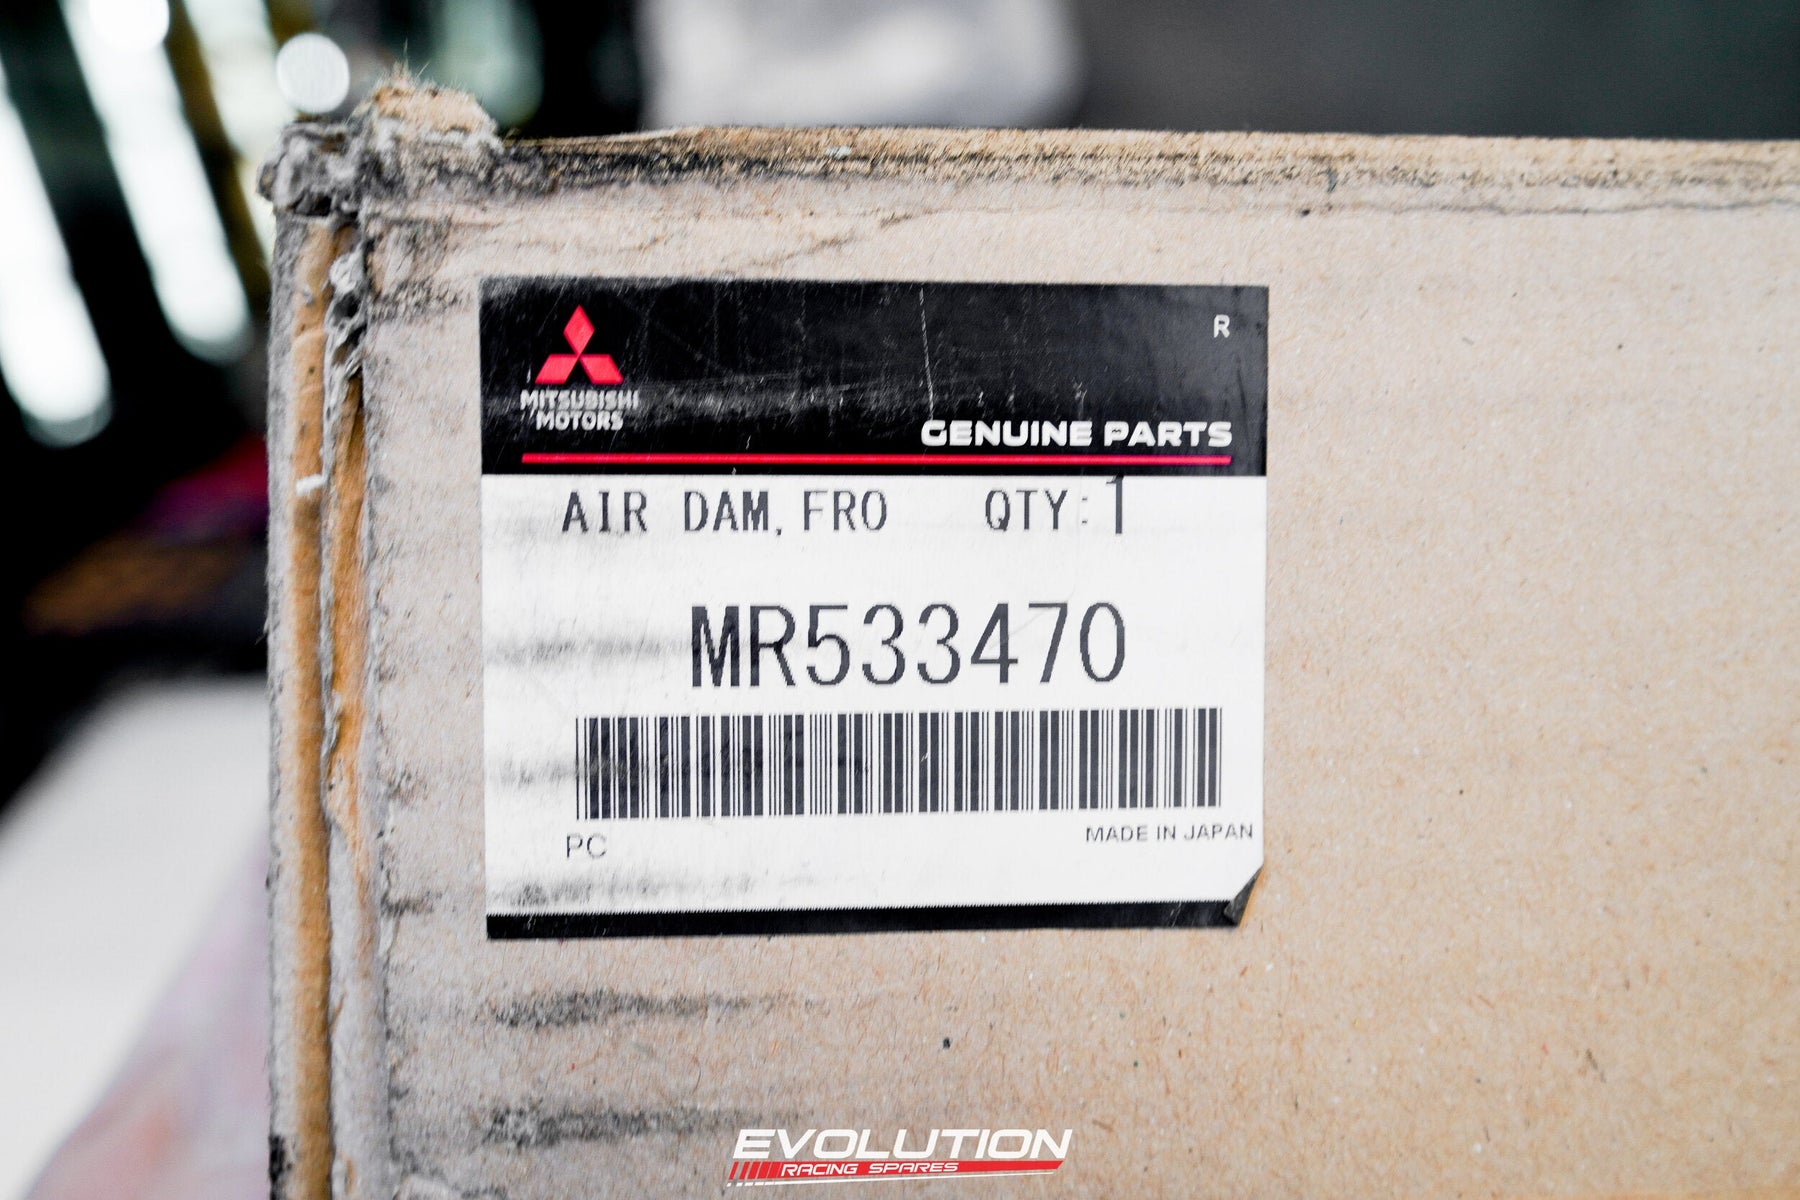 R
MITSUBISHI
MOTORS
GENUINE PARTS
AIR DAM, FRO QTY:1
MR533470
PC
MADE IN JAPAN
EVOLUTION
RACING SPARES